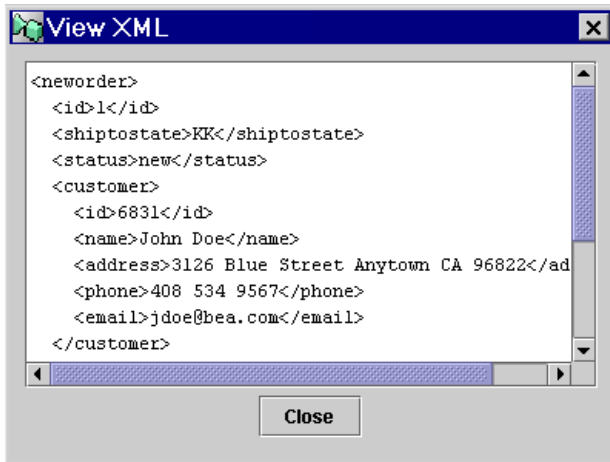 View XML
<neworder>
  <id>1</id>
  <shiptostate>KK</shiptostate>
  <status>new</status>
  <customer>
    <id>6831</id>
    <name>John Doe</name>
    <address>3126 Blue Street Anytown CA 96822</ad
    <phone>408 534 9567</phone>
    <email>jdoe@bea.com</email>
  </customer>
Close